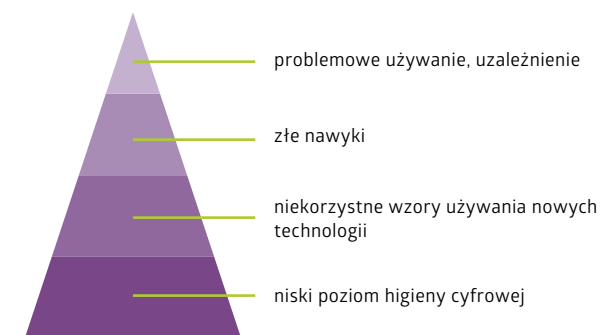 problemowe używanie, uzależnienie
złe nawyki
niekorzystne wzory używania nowych
technologii
niski poziom higieny cyfrowej